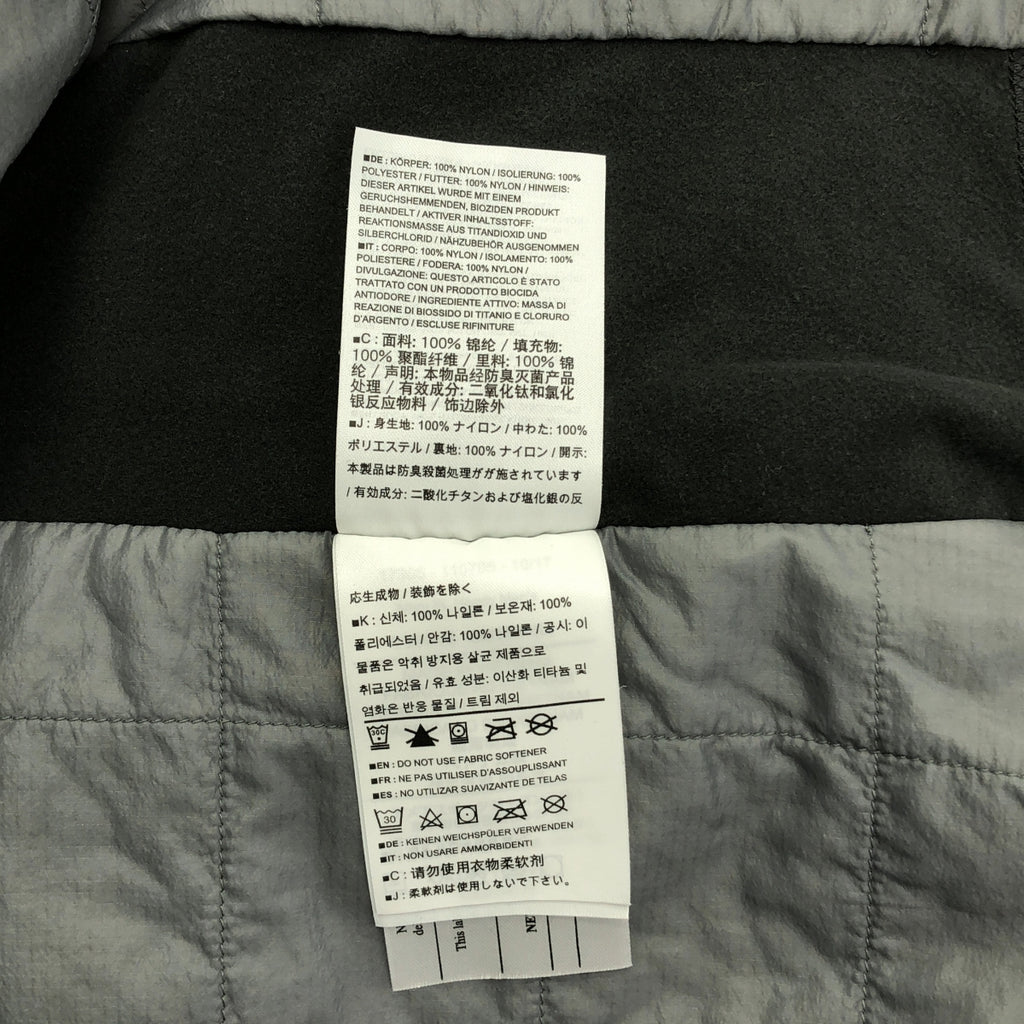 ■DE : KÖRPER: 100% NYLON / ISOLIERUNG: 100%
POLYESTER / FUTTER: 100% NYLON / HINWEIS:
DIESER ARTIKEL WURDE MIT EINEM
GERUCHSHEMMENDEN, BIOZIDEN PRODUKT
BEHANDELT / AKTIVER INHALTSSTOFF:
REAKTIONSMASSE AUS TITANDIOXID UND
SILBERCHLORID / NÄHZUBEHÖR AUSGENOMMEN
■IT : CORPO: 100% NYLON / ISOLAMENTO: 100%
POLIESTERE / FODERA: 100% NYLON /
DIVULGAZIONE: QUESTO ARTICOLO È STATO
TRATTATO CON UN PRODOTTO BIOCIDA
ANTIODORE / INGREDIENTE ATTIVO: MASSA DI
REAZIONE DI BIOSSIDO DI TITANIO E CLORURO
D'ARGENTO / ESCLUSE RIFINITURE
■C : 面料: 100% 锦纶 / 填充物:
100% 聚酯纤维 / 里料: 100% 锦
纶 / 声明: 本物品经防臭灭菌产品
处理 / 有效成分: 二氧化钛和氯化
银反应物料 / 饰边除外
■J : 身生地: 100% ナイロン / 中わた: 100%
ポリエステル / 裏地: 100% ナイロン / 開示:
本製品は防臭殺菌処理がが施されています
/ 有効成分: 二酸化チタンおよび塩化銀の反
応生成物 / 装飾を除く
■K : 신체: 100% 나일론 / 보온재: 100%
폴리에스터 / 안감: 100% 나일론 / 공시: 이
물품은 악취 방지용 살균 제품으로
취급되었음 / 유효 성분: 이산화 티타늄 및
염화은 반응 물질 / 트림 제외
30C
■EN : DO NOT USE FABRIC SOFTENER
■FR : NE PAS UTILISER D'ASSOUPLISSANT
■ES : NO UTILIZAR SUAVIZANTE DE TELAS
30
■DE : KEINEN WEICHSPÜLER VERWENDEN
■IT : NON USARE AMMORBIDENTI
■C : 请勿使用衣物柔软剂
■J : 柔軟剤は使用しないで下さい。
This la
NE